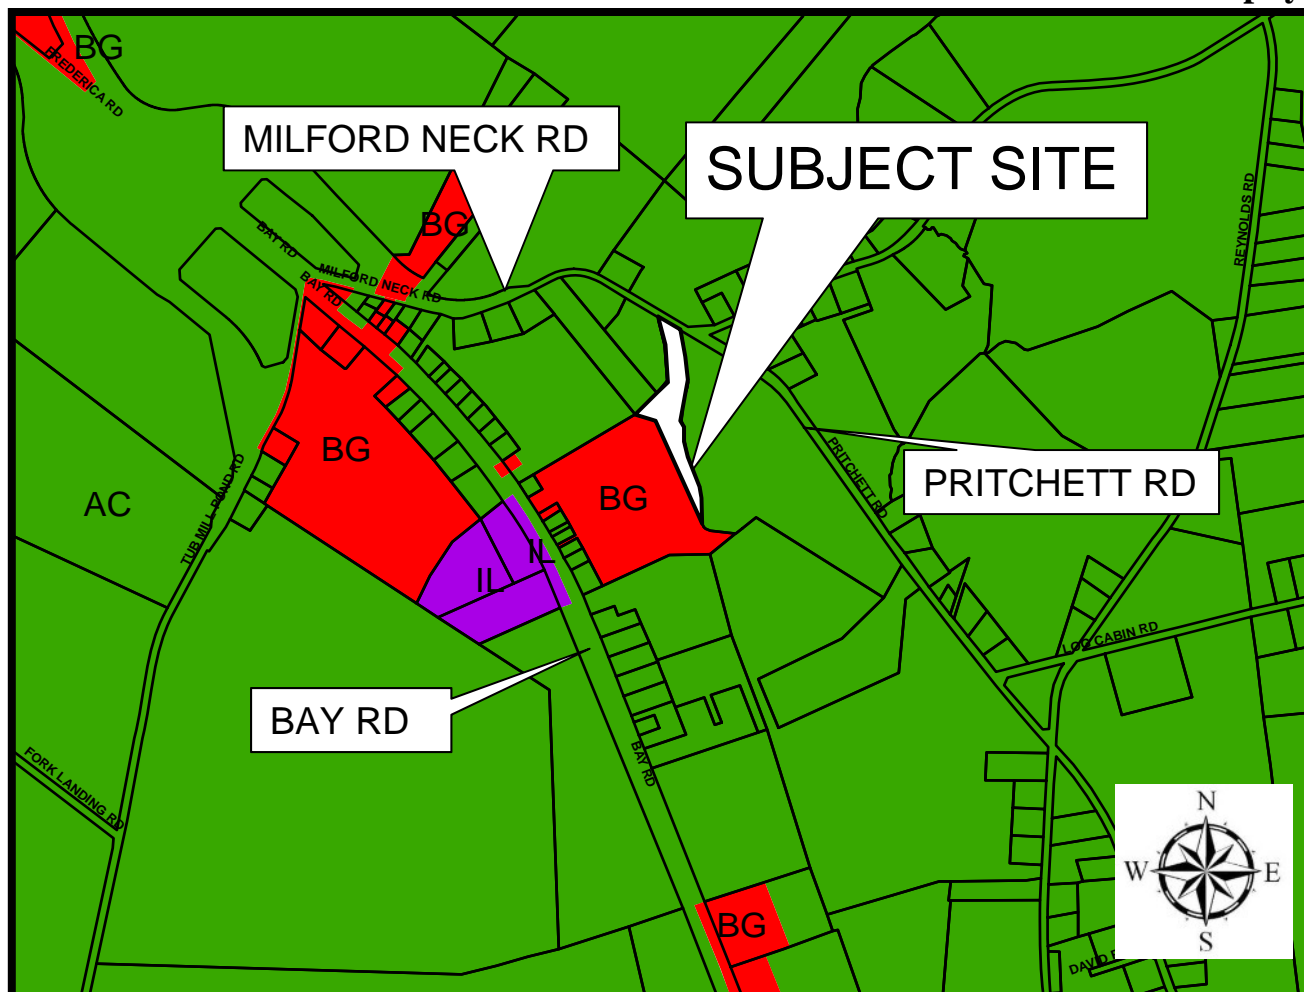 BG
FREDERICA RD
MILFORD NECK RD
SUBJECT SITE
BG
BAY RD
MILFORD NECK RD
BAY RD
REYNOLDS RD
BG
TUB MILL POND RD
AC
BG
PRITCHETT RD
PRITCHETT RD
IL
IL
LOG CABIN RD
BAY RD
BAY RD
FORK LANDING RD
N
W E
S
BG
DAVID